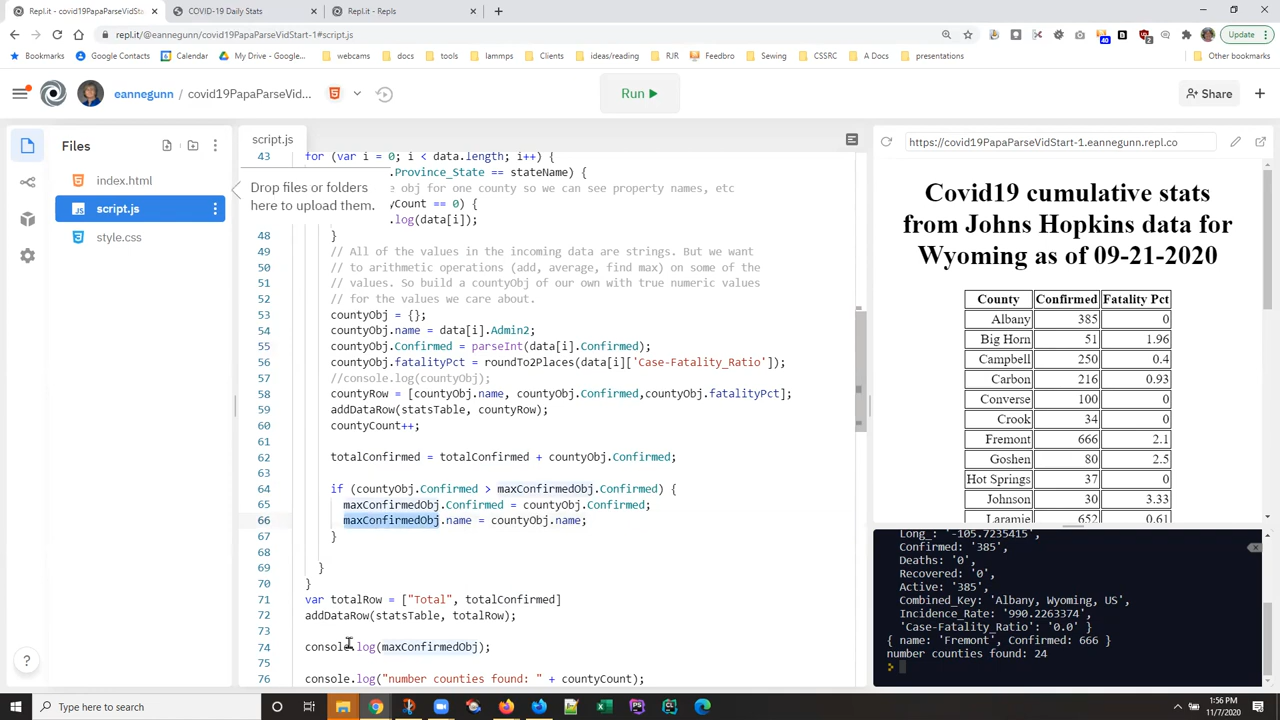 Repl.it - covid19PapaParseVidSt
COVID-19 Daily Stats
Repl.it - Repls
repl.it/@eannegunn/covid19PapaParseVidStart-1#script.js
40
Update
Bookmarks
Google Contacts
Calendar
My Drive - Goog...
webcams
docs
tools
lammps
Clients
ideas/reading
RJR
Feedbro
Sewing
CSSRC
A Docs
presentations
Other bookmarks
eannegunn / covid19PapaParseVid...
Run
Share
Files
index.html
script.js
style.css
Drop files or folders
here to upload them.
script.js
43 for (var i = 0; i < data.length; i++) {
.Province_State == stateName) {
e obj for one county so we can see property names, etc
yCount == 0) {
.log(data[i]);
48 }
49 // All of the values in the incoming data are strings. But we want
50 // to arithmetic operations (add, average, find max) on some of the
51 // values. So build a countyObj of our own with true numeric values
52 // for the values we care about.
53 countyObj = {};
54 countyObj.name = data[i].Admin2;
55 countyObj.Confirmed = parseInt(data[i].Confirmed);
56 countyObj.fatalityPct = roundTo2Places(data[i]['Case-Fatality_Ratio']);
57 //console.log(countyObj);
58 countyRow = [countyObj.name, countyObj.Confirmed,countyObj.fatalityPct];
59 addDataRow(statsTable, countyRow);
60 countyCount++;
61
62 totalConfirmed = totalConfirmed + countyObj.Confirmed;
63
64 if (countyObj.Confirmed > maxConfirmedObj.Confirmed) {
65 maxConfirmedObj.Confirmed = countyObj.Confirmed;
66 maxConfirmedObj.name = countyObj.name;
67 }
68
69 }
70 }
71 var totalRow = ["Total", totalConfirmed]
72 addDataRow(statsTable, totalRow);
73
74 console.log(maxConfirmedObj);
75
76 console.log("number counties found: " + countyCount);
https://covid19PapaParseVidStart-1.eannegunn.repl.co
Covid19 cumulative stats
from Johns Hopkins data for
Wyoming as of 09-21-2020
County Confirmed Fatality Pct
Albany 385 0
Big Horn 51 1.96
Campbell 250 0.4
Carbon 216 0.93
Converse 100 0
Crook 34 0
Fremont 666 2.1
Goshen 80 2.5
Hot Springs 37 0
Johnson 30 3.33
Laramie 652 0.61
Long_: '-105.7235415',
Confirmed: '385',
Deaths: '0',
Recovered: '0',
Active: '385',
Combined_Key: 'Albany, Wyoming, US',
Incidence_Rate: '990.2263374',
'Case-Fatality_Ratio': '0.0' }
{ name: 'Fremont', Confirmed: 666 }
number counties found: 24
?
Type here to search
1:56 PM
11/7/2020